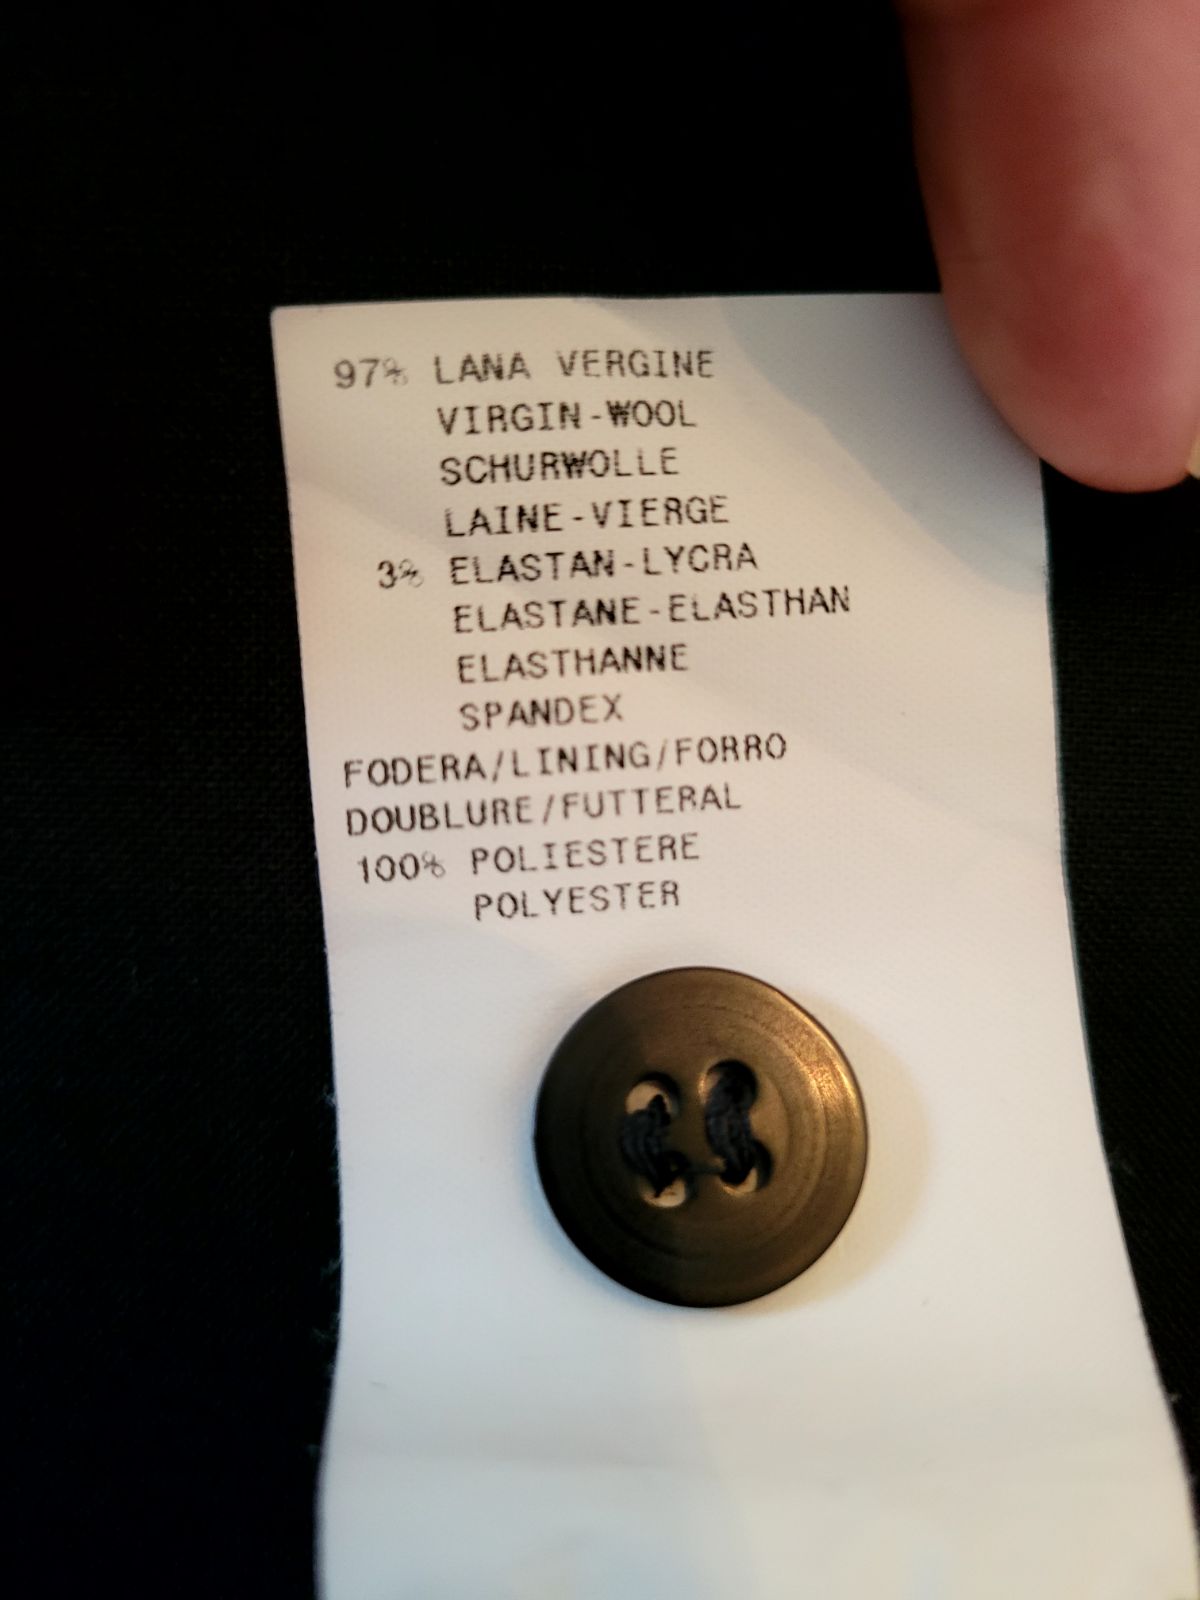 97% LANA VERGINE
VIRGIN-WOOL
SCHURWOLLE
LAINE-VIERGE
3% ELASTAN-LYCRA
ELASTANE-ELASTHAN
ELASTHANNE
SPANDEX
FODERA/LINING/FORRO
DOUBLURE/FUTTERAL
100% POLIESTERE
POLYESTER